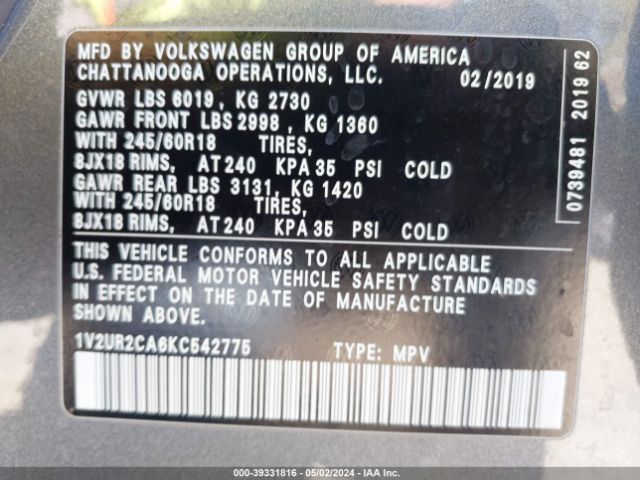 MFD BY VOLKSWAGEN GROUP OF AMERICA
CHATTANOOGA OPERATIONS, LLC. 02/2019
GVWR LBS 6019, KG 2730
GAWR FRONT LBS 2998, KG 1360
WITH 245/60R18 TIRES,
8JX18 RIMS, AT 240 KPA 35 PSI COLD
GAWR REAR LBS 3131, KG 1420
WITH 245/60R18 TIRES,
8JX18 RIMS, AT 240 KPA 35 PSI COLD
THIS VEHICLE CONFORMS TO ALL APPLICABLE
U.S. FEDERAL MOTOR VEHICLE SAFETY STANDARDS
IN EFFECT ON THE DATE OF MANUFACTURE
SHOWN ABOVE.
1V2UR2CA6KC542775 TYPE: MPV
0739481 2019 62
000-39331816 - 05/02/2024 - IAA Inc.